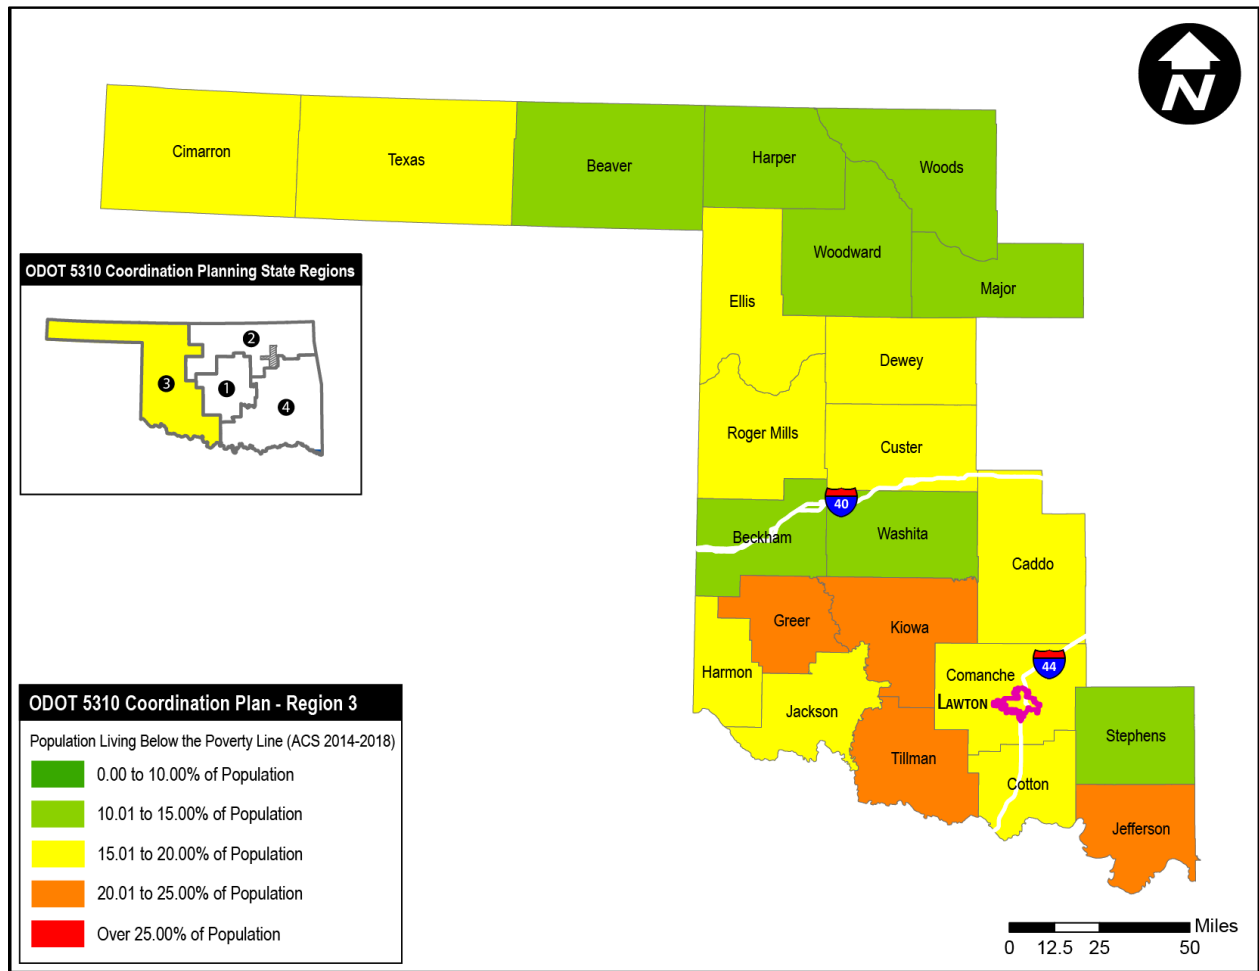 N
Cimarron
Texas
Beaver
Harper
Woods
Woodward
Major
Ellis
Dewey
Roger Mills
Custer
40
Beckham
Washita
Caddo
Greer
Kiowa
Harmon
Jackson
Comanche
44
LAWTON
Tillman
Cotton
Stephens
Jefferson
ODOT 5310 Coordination Planning State Regions
2
3
1
4
ODOT 5310 Coordination Plan - Region 3
Population Living Below the Poverty Line (ACS 2014-2018)
0.00 to 10.00% of Population
10.01 to 15.00% of Population
15.01 to 20.00% of Population
20.01 to 25.00% of Population
Over 25.00% of Population
Miles
0 12.5 25 50